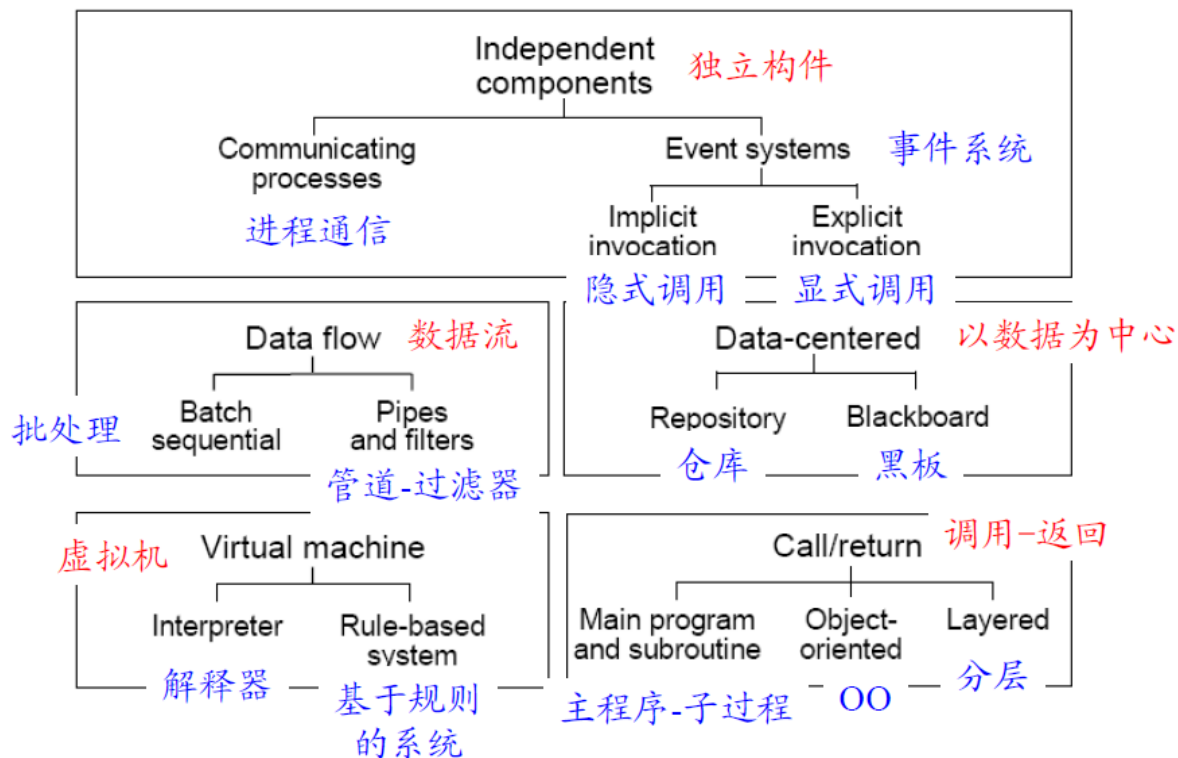 Independent
components
独立构件
Communicating
processes
进程通信
Event systems
事件系统
Implicit
invocation
隐式调用
Explicit
invocation
显式调用
Data flow
数据流
Batch
sequential
批处理
Pipes
and filters
管道-过滤器
Data-centered
以数据为中心
Repository
仓库
Blackboard
黑板
虚拟机
Virtual machine
Interpreter
解释器
Rule-based
system
基于规则
的系统
Call/return
调用-返回
Main program
and subroutine
主程序-子过程
Object-
oriented
OO
Layered
分层